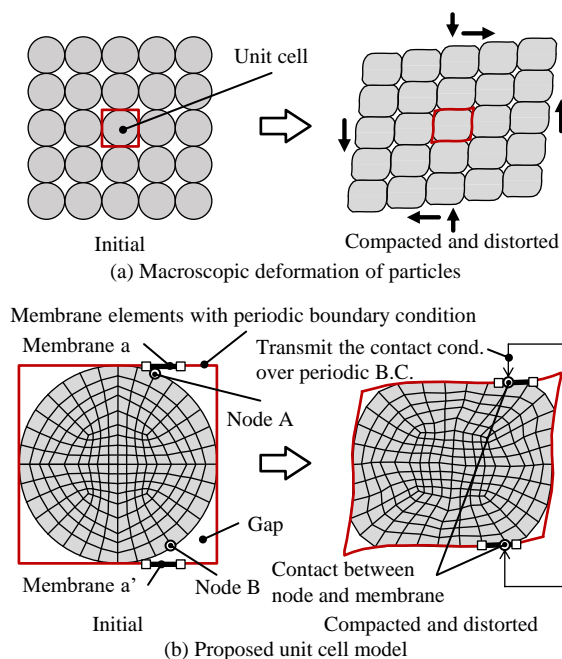 Unit cell
Initial
Compacted and distorted
(a) Macroscopic deformation of particles
Membrane elements with periodic boundary condition
Membrane a
Transmit the contact cond.
over periodic B.C.
Node A
Gap
Membrane a’
Node B
Contact between
node and membrane
Initial
Compacted and distorted
(b) Proposed unit cell model